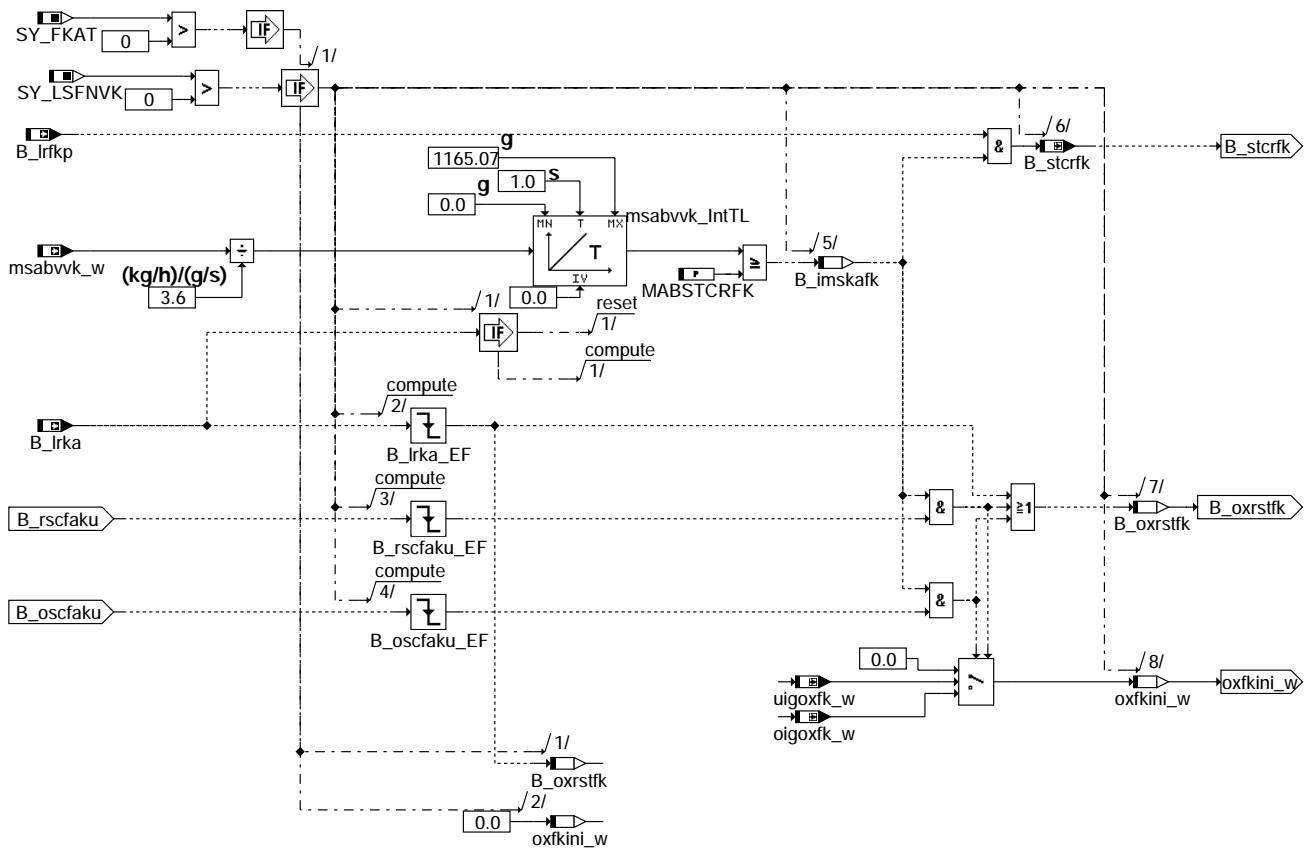 SY_FKAT
0
>
IF
/1/
SY_LSFNVK
0
>
IF
B_lrfkp
&
/6/
B_stcrfk
B_stcrfk
g
1165.07
1.0
s
g
0.0
MN
T
MX
msabvvk_IntTL
T
IV
0.0
msabvvk_w
÷
(kg/h)/(g/s)
3.6
P
MABSTCRFK
≥
/5/
B_imskafk
/1/
IF
reset
/1/
compute
/1/
B_lrka
compute
/2/
B_lrka_EF
B_rscfaku
compute
/3/
B_rscfaku_EF
&
≥1
/7/
B_oxrstfk
B_oxrstfk
B_oscfaku
compute
/4/
B_oscfaku_EF
&
0.0
uigoxfk_w
oigoxfk_w
/8/
oxfkini_w
oxfkini_w
/1/
B_oxrstfk
/2/
0.0
oxfkini_w